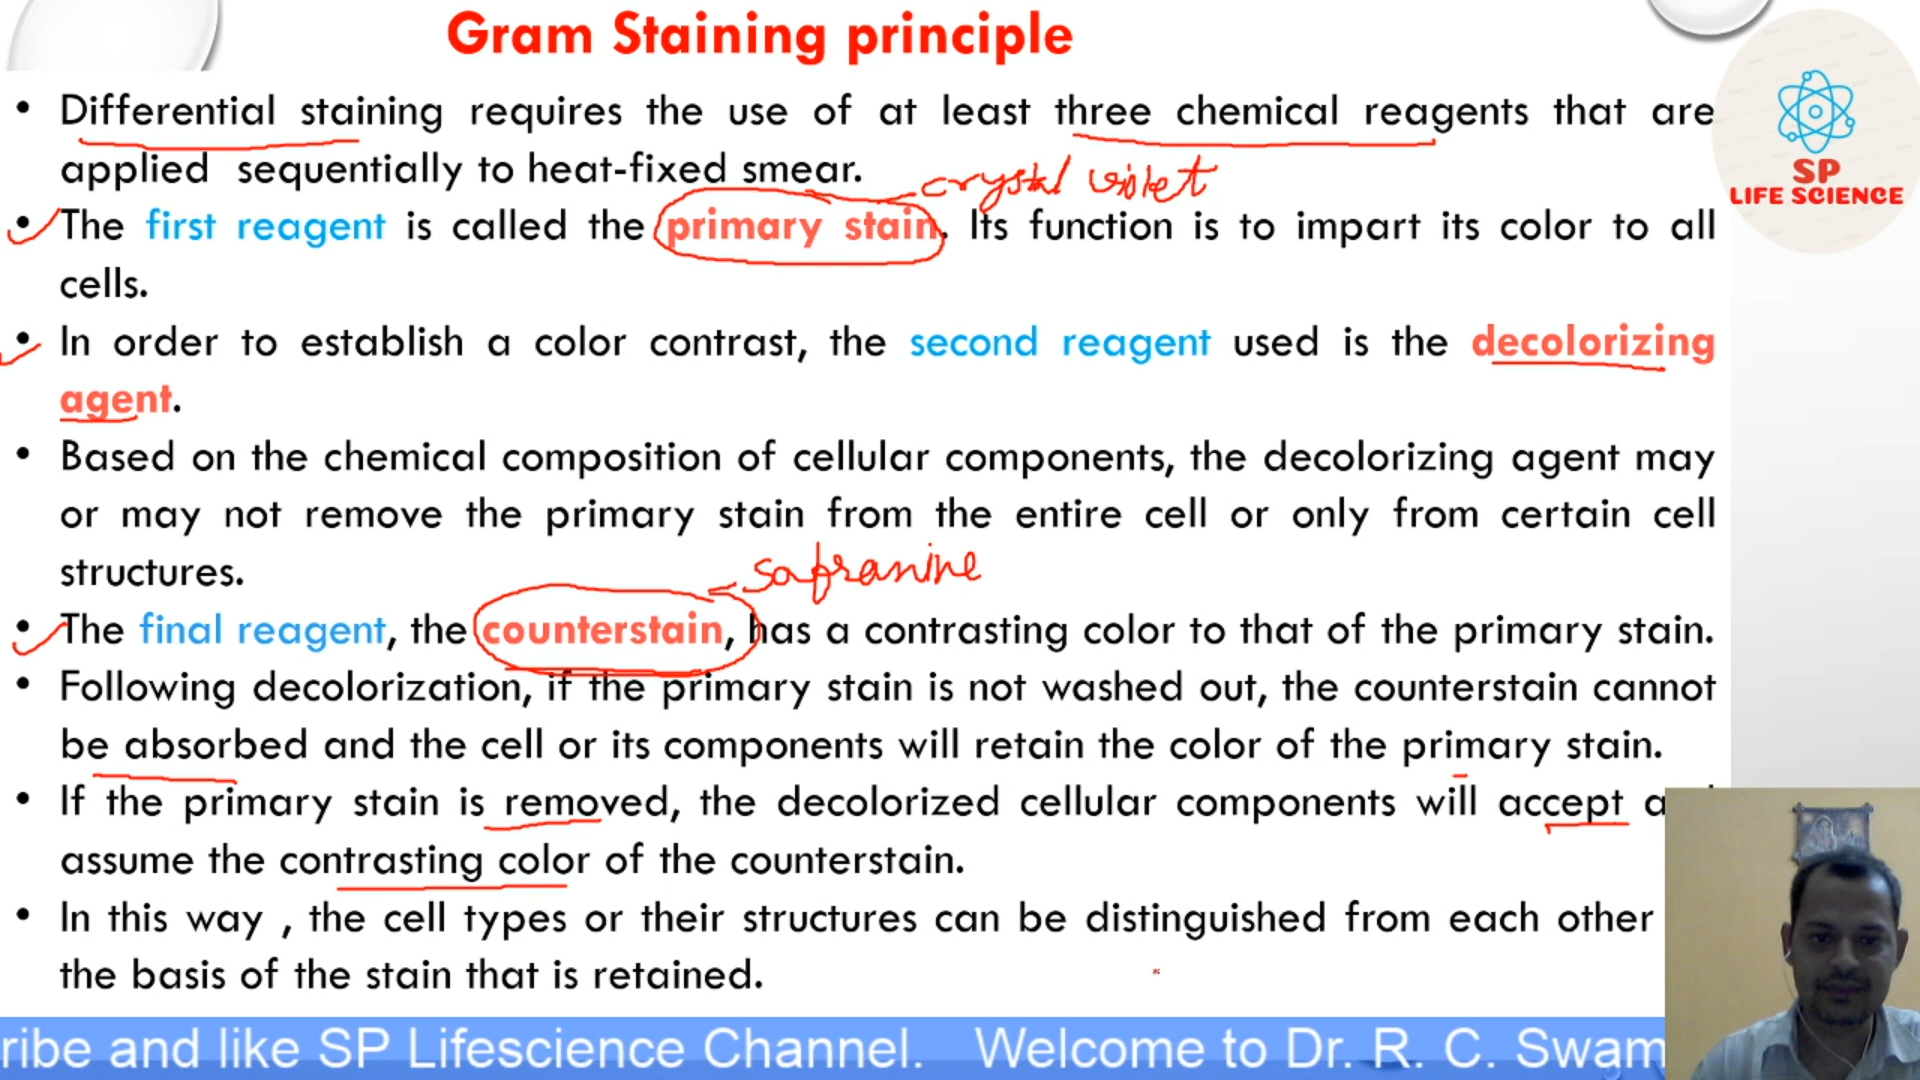 Gram Staining principle
• Differential staining requires the use of at least three chemical reagents that are
applied sequentially to heat-fixed smear.
crystal violet
• The first reagent is called the primary stain. Its function is to impart its color to all
cells.
• In order to establish a color contrast, the second reagent used is the decolorizing
agent.
• Based on the chemical composition of cellular components, the decolorizing agent may
or may not remove the primary stain from the entire cell or only from certain cell
structures.
safranine
• The final reagent, the counterstain, has a contrasting color to that of the primary stain.
• Following decolorization, if the primary stain is not washed out, the counterstain cannot
be absorbed and the cell or its components will retain the color of the primary stain.
• If the primary stain is removed, the decolorized cellular components will accept
assume the contrasting color of the counterstain.
• In this way , the cell types or their structures can be distinguished from each other
the basis of the stain that is retained.
SP
LIFE SCIENCE
ribe and like SP Lifescience Channel. Welcome to Dr. R. C. Swam